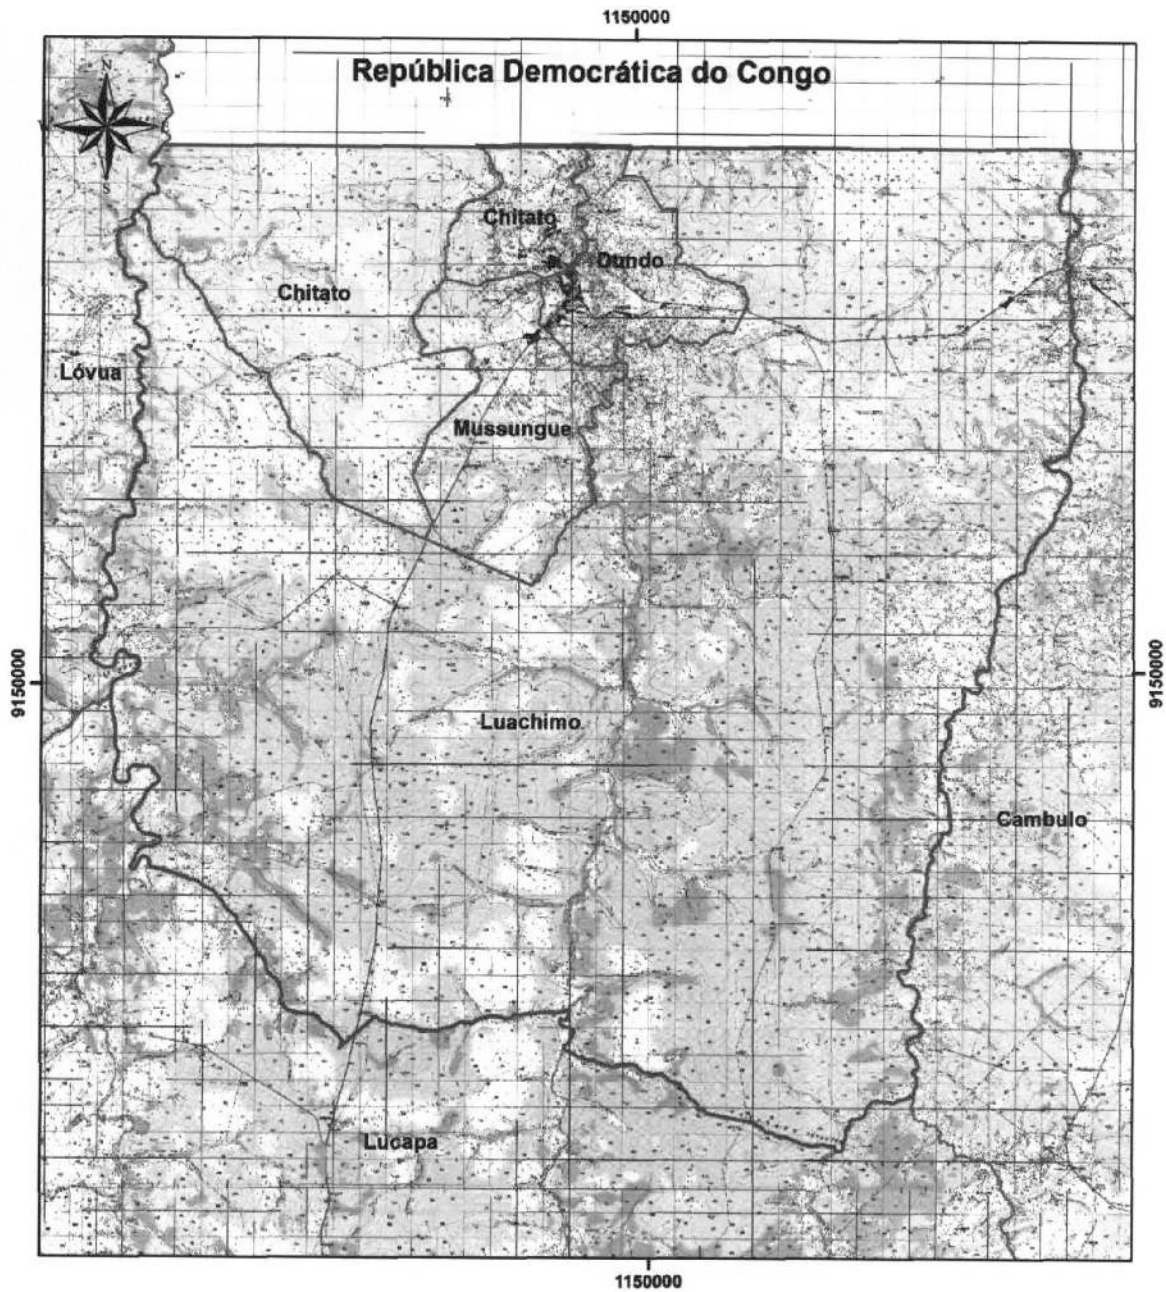 1150000
República Democrática do Congo
N
S
Chitato
Dundo
Chitato
Lóvua
Mussungue
9150000
9150000
Luachimo
Cambulo
Lucapa
1150000